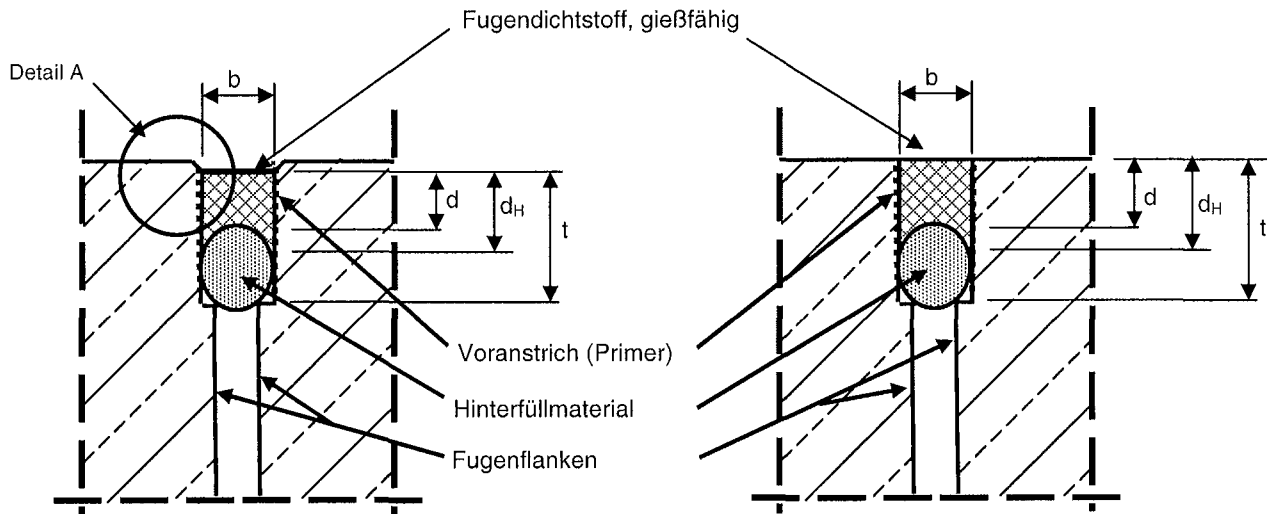 Fugendichtstoff, gießfähig
Detail A
b
b
d
dH
t
d
dH
t
Voranstrich (Primer)
Hinterfüllmaterial
Fugenflanken